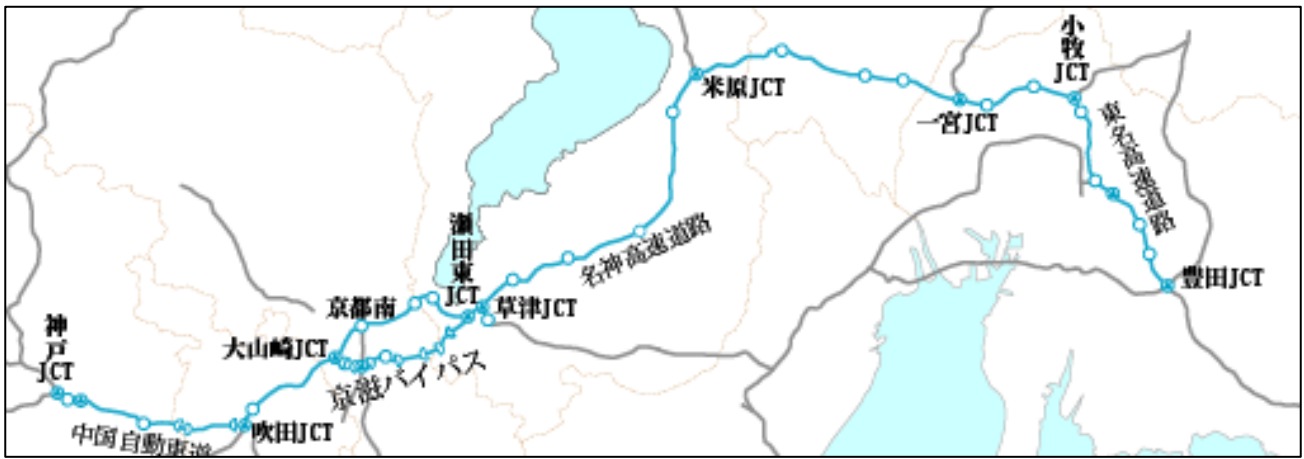 小牧
JCT
米原JCT
一宮JCT
東名高速道路
瀬田東
JCT
名神高速道路
豊田JCT
京都南
草津JCT
神戸
JCT
大山崎JCT
京滋バイパス
吹田JCT
中国自動車道